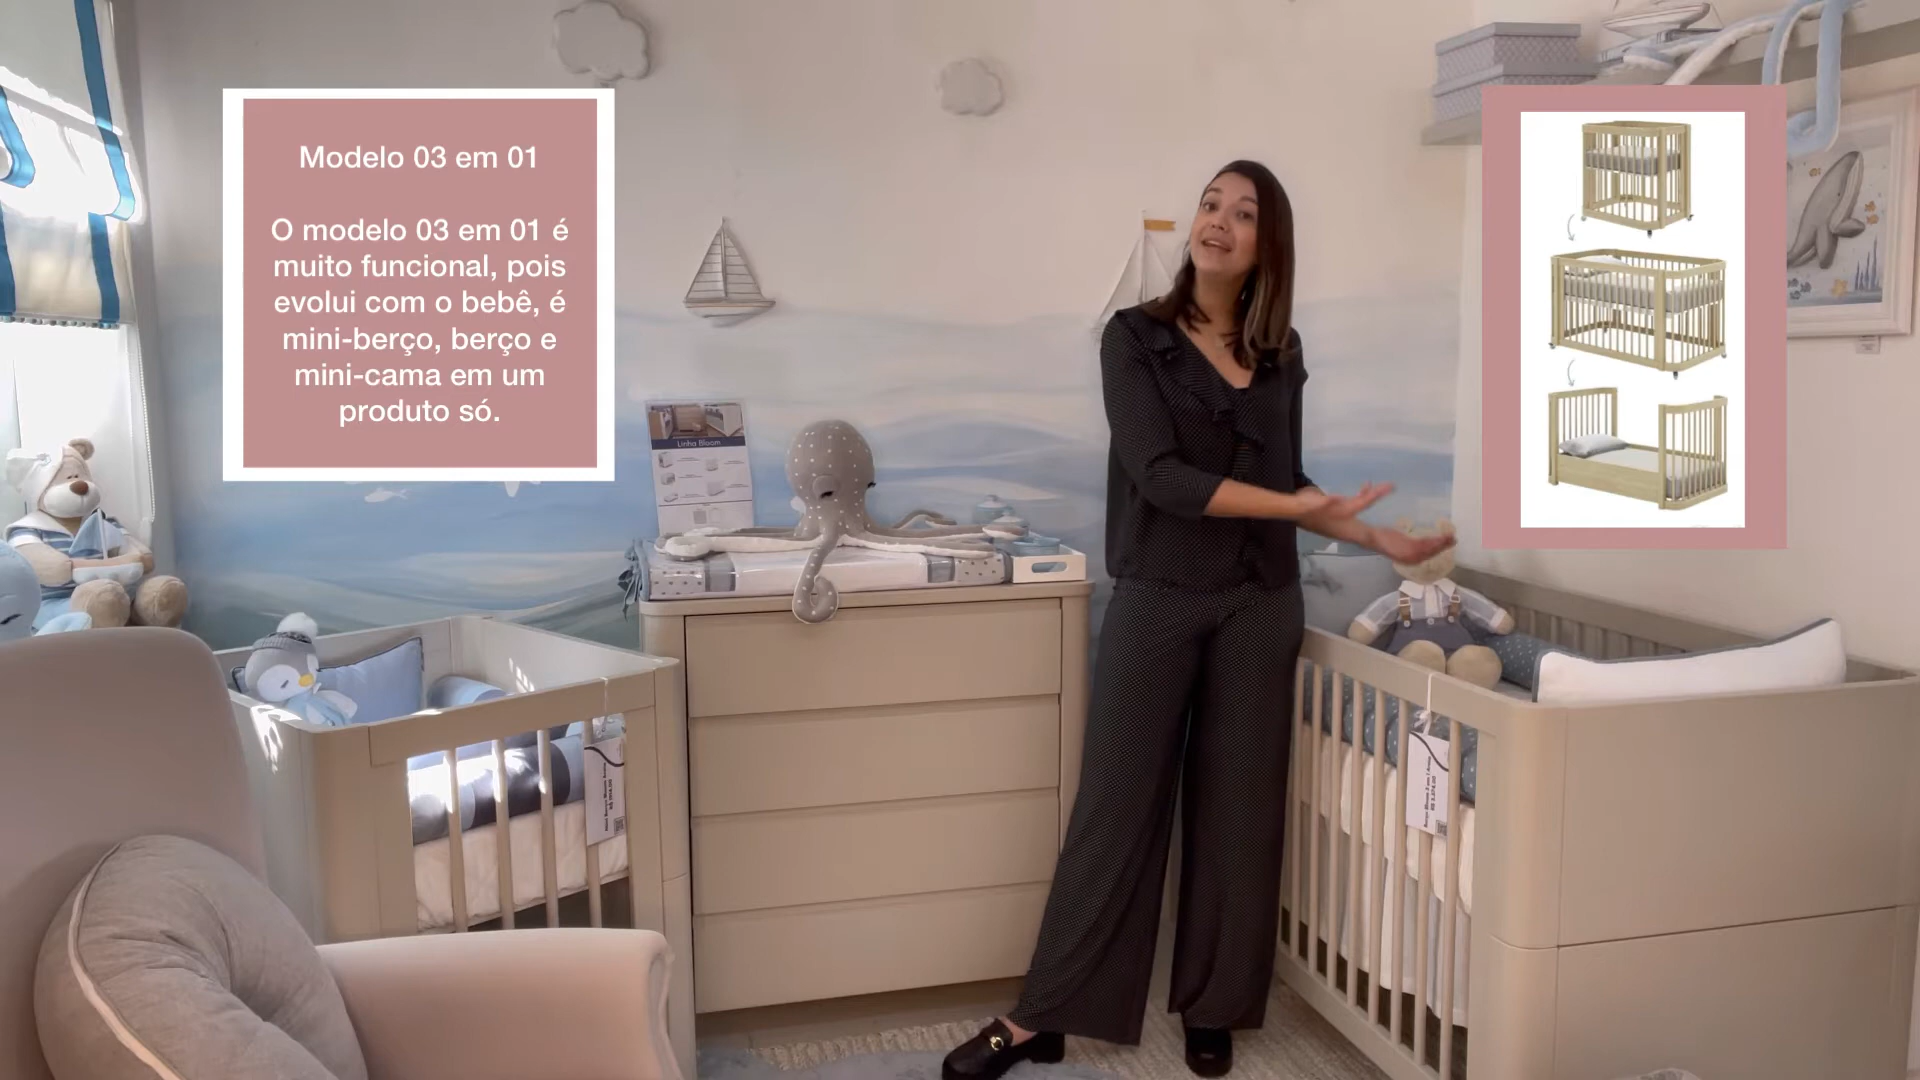 Modelo 03 em 01
O modelo 03 em 01 é
muito funcional, pois
evolui com o bebê, é
mini-berço, berço e
mini-cama em um
produto só.
Linha Bloom